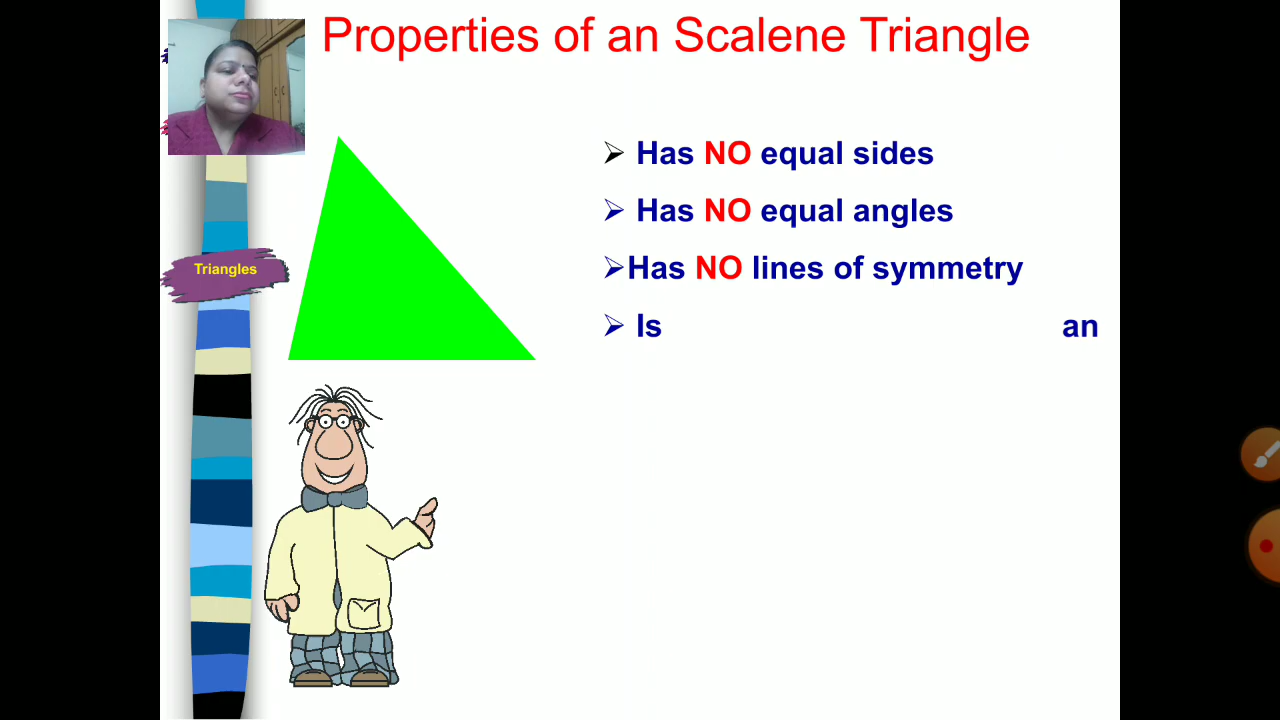 Properties of an Scalene Triangle
Has NO equal sides
Has NO equal angles
Has NO lines of symmetry
Is an
Triangles